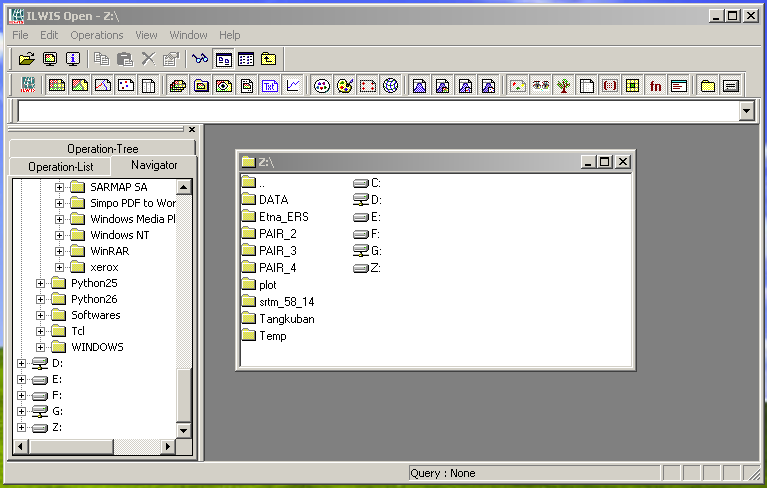 ILWIS Open - Z:\
File Edit Operations View Window Help
ILWIS Txt fn
Operation-Tree
Operation-List Navigator
SARMAP SA
Simpo PDF to Wor
Windows Media Pl
Windows NT
WinRAR
xerox
Python25
Python26
Softwares
Tcl
WINDOWS
D:
E:
F:
G:
Z:
Z:\
.. C:
DATA D:
Etna_ERS E:
PAIR_2 F:
PAIR_3 G:
PAIR_4 Z:
plot
srtm_58_14
Tangkuban
Temp
Query : None